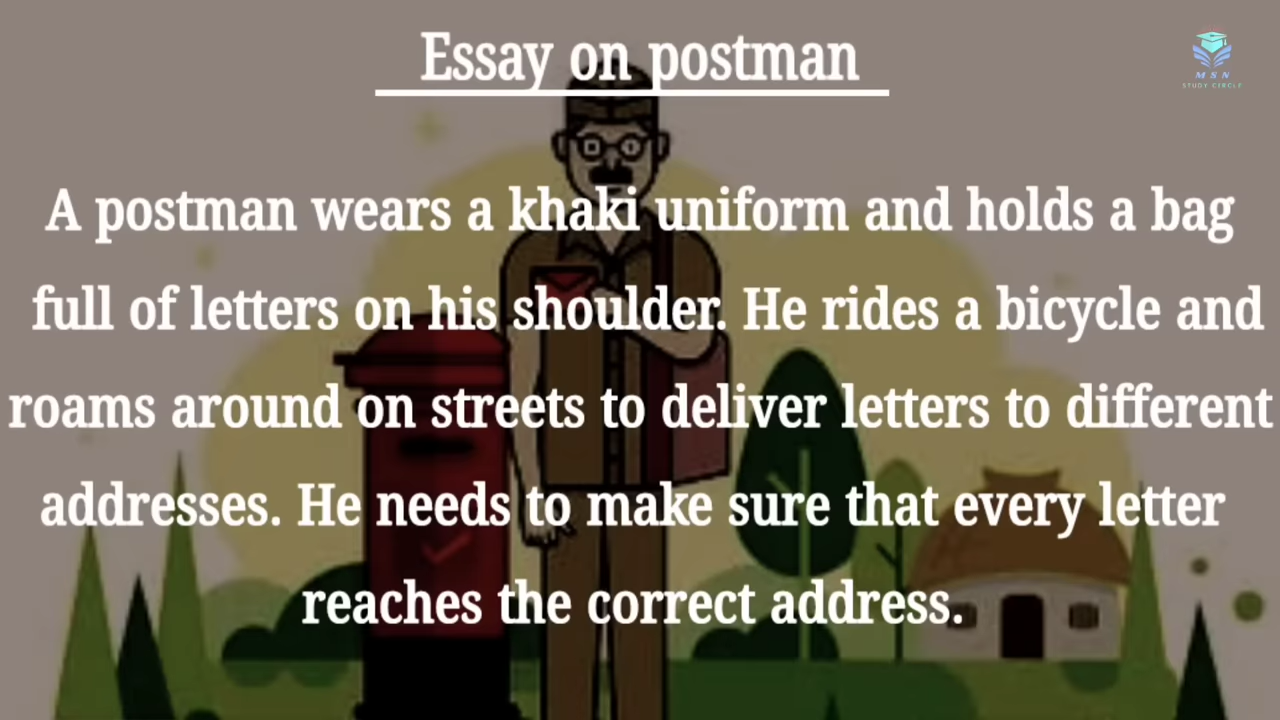 Essay on postman
MSN
STUDY CIRCLE
A postman wears a khaki uniform and holds a bag
full of letters on his shoulder. He rides a bicycle and
roams around on streets to deliver letters to different
addresses. He needs to make sure that every letter
reaches the correct address.